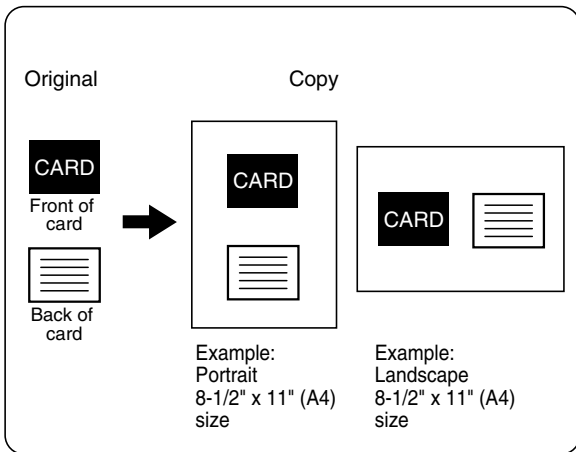 Original
Copy
CARD
Front of
card
Back of
card
CARD
Example:
Portrait
8-1/2" x 11" (A4)
size
CARD
Example:
Landscape
8-1/2" x 11" (A4)
size